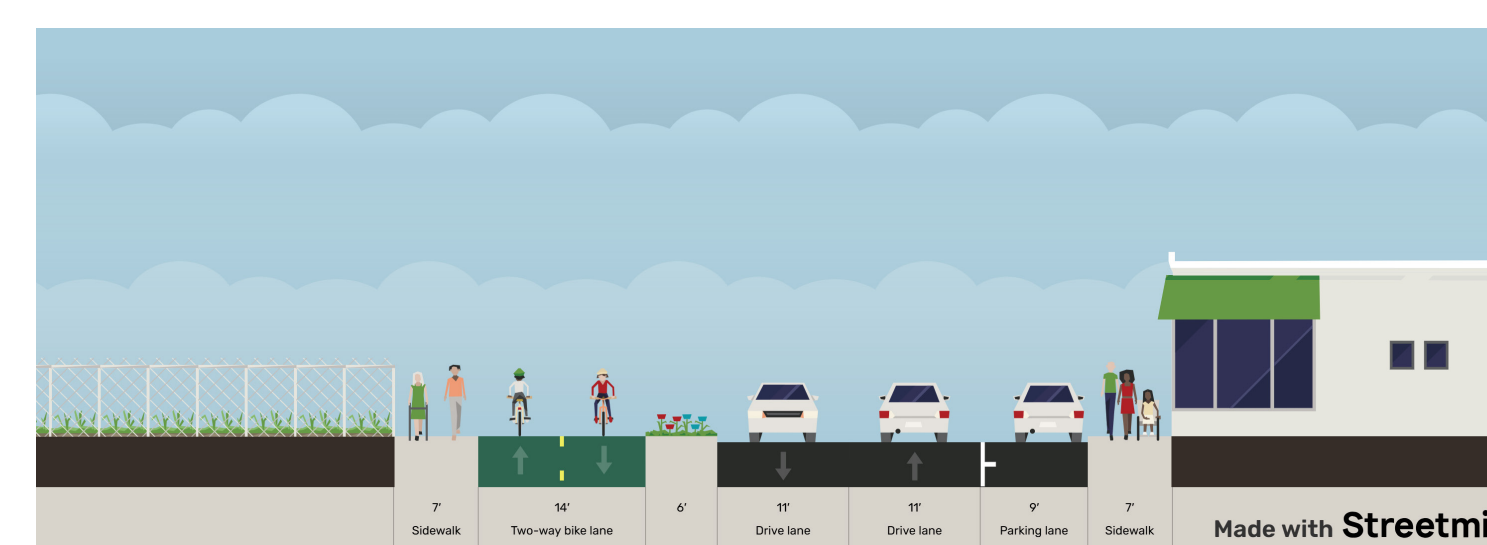 7′
Sidewalk
14′
Two-way bike lane
6′
11′
Drive lane
11′
Drive lane
9′
Parking lane
7′
Sidewalk
Made with Streetmi